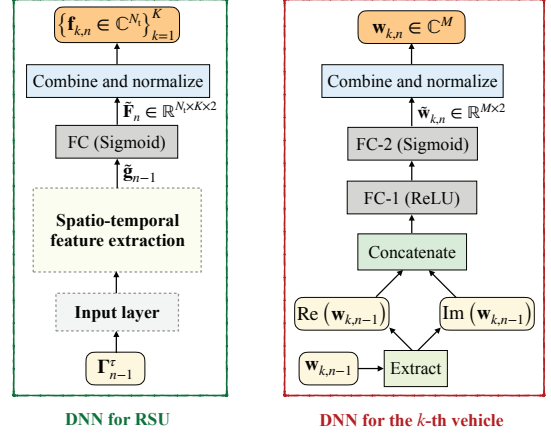 {f_{k,n} ∈ ℂ^{N_t}}_{k=1}^{K}
Combine and normalize
F̃_n ∈ ℝ^{N_t×K×2}
FC (Sigmoid)
g̃_{n−1}
Spatio-temporal
feature extraction
Input layer
Γ_{n−1}^τ
DNN for RSU
w_{k,n} ∈ ℂ^M
Combine and normalize
w̃_{k,n} ∈ ℝ^{M×2}
FC-2 (Sigmoid)
FC-1 (ReLU)
Concatenate
Re (w_{k,n−1})
Im (w_{k,n−1})
w_{k,n−1}
Extract
DNN for the k-th vehicle